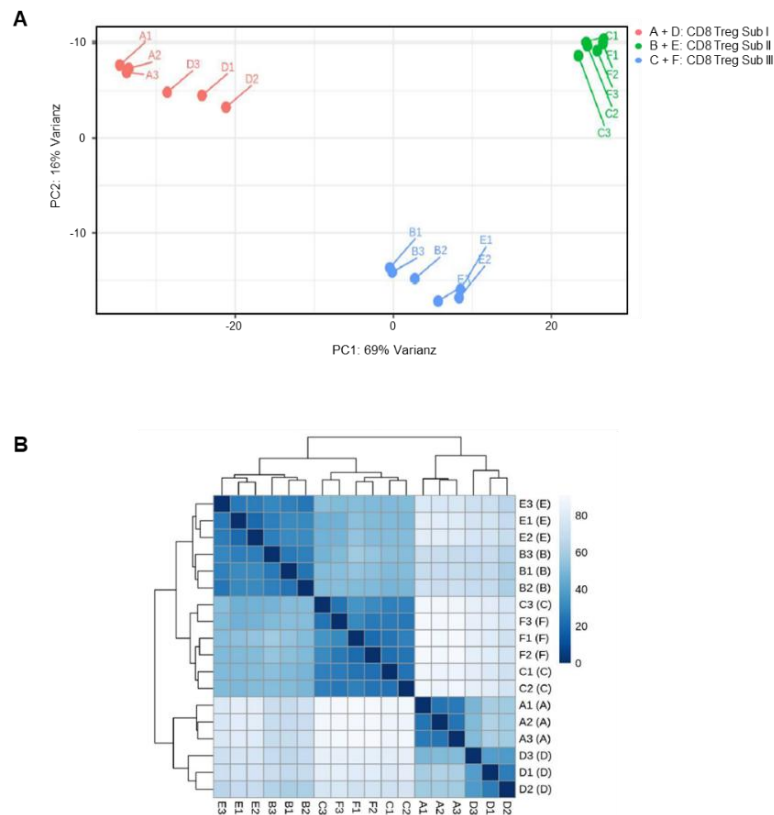 A
A + D: CD8 Treg Sub I
B + E: CD8 Treg Sub II
C + F: CD8 Treg Sub III
PC2: 16% Varianz
-10
0
-10
A1
A2
A3
D3
D1
D2
C1
F1
F2
F3
C2
C3
B1
B3
B2
E1
E2
E3
-20
0
20
PC1: 69% Varianz
B
E3 (E)
E1 (E)
E2 (E)
B3 (B)
B1 (B)
B2 (B)
C3 (C)
F3 (F)
F1 (F)
F2 (F)
C1 (C)
C2 (C)
A1 (A)
A2 (A)
A3 (A)
D3 (D)
D1 (D)
D2 (D)
80
60
40
20
0
E3 E1 E2 B3 B1 B2 C3 F3 F1 F2 C1 C2 A1 A2 A3 D3 D1 D2